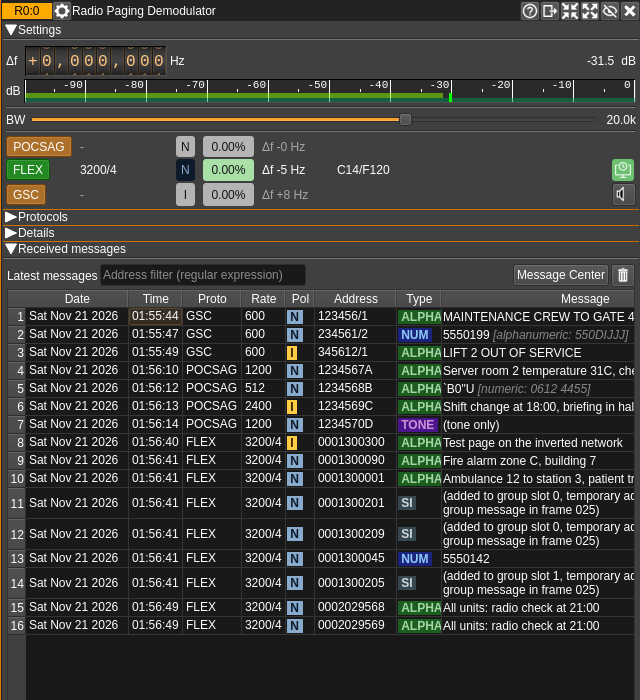 R0:0 Radio Paging Demodulator
Settings
Δf +0,000,000 Hz -31.5 dB
dB -90 -80 -70 -60 -50 -40 -30 -20 -10 0
BW 20.0k
POCSAG - N 0.00% Δf -0 Hz
FLEX 3200/4 N 0.00% Δf -5 Hz C14/F120
GSC - I 0.00% Δf +8 Hz
Protocols
Details
Received messages
Latest messages Address filter (regular expression) Message Center
Date Time Proto Rate Pol Address Type Message
1 Sat Nov 21 2026 01:55:44 GSC 600 N 123456/1 ALPHA MAINTENANCE CREW TO GATE 4
2 Sat Nov 21 2026 01:55:47 GSC 600 N 234561/2 NUM 5550199 [alphanumeric: 550DIJJJ]
3 Sat Nov 21 2026 01:55:49 GSC 600 I 345612/1 ALPHA LIFT 2 OUT OF SERVICE
4 Sat Nov 21 2026 01:56:10 POCSAG 1200 N 1234567A ALPHA Server room 2 temperature 31C, che
5 Sat Nov 21 2026 01:56:12 POCSAG 512 N 1234568B ALPHA `B0"U [numeric: 0612 4455]
6 Sat Nov 21 2026 01:56:13 POCSAG 2400 I 1234569C ALPHA Shift change at 18:00, briefing in hal
7 Sat Nov 21 2026 01:56:14 POCSAG 1200 N 1234570D TONE (tone only)
8 Sat Nov 21 2026 01:56:40 FLEX 3200/4 I 0001300300 ALPHA Test page on the inverted network
9 Sat Nov 21 2026 01:56:41 FLEX 3200/4 N 0001300090 ALPHA Fire alarm zone C, building 7
10 Sat Nov 21 2026 01:56:41 FLEX 3200/4 N 0001300001 ALPHA Ambulance 12 to station 3, patient tr
11 Sat Nov 21 2026 01:56:41 FLEX 3200/4 N 0001300201 SI (added to group slot 0, temporary ad
group message in frame 025)
12 Sat Nov 21 2026 01:56:41 FLEX 3200/4 N 0001300209 SI (added to group slot 0, temporary ad
group message in frame 025)
13 Sat Nov 21 2026 01:56:41 FLEX 3200/4 N 0001300045 NUM 5550142
14 Sat Nov 21 2026 01:56:41 FLEX 3200/4 N 0001300205 SI (added to group slot 1, temporary ad
group message in frame 025)
15 Sat Nov 21 2026 01:56:49 FLEX 3200/4 N 0002029568 ALPHA All units: radio check at 21:00
16 Sat Nov 21 2026 01:56:49 FLEX 3200/4 N 0002029569 ALPHA All units: radio check at 21:00